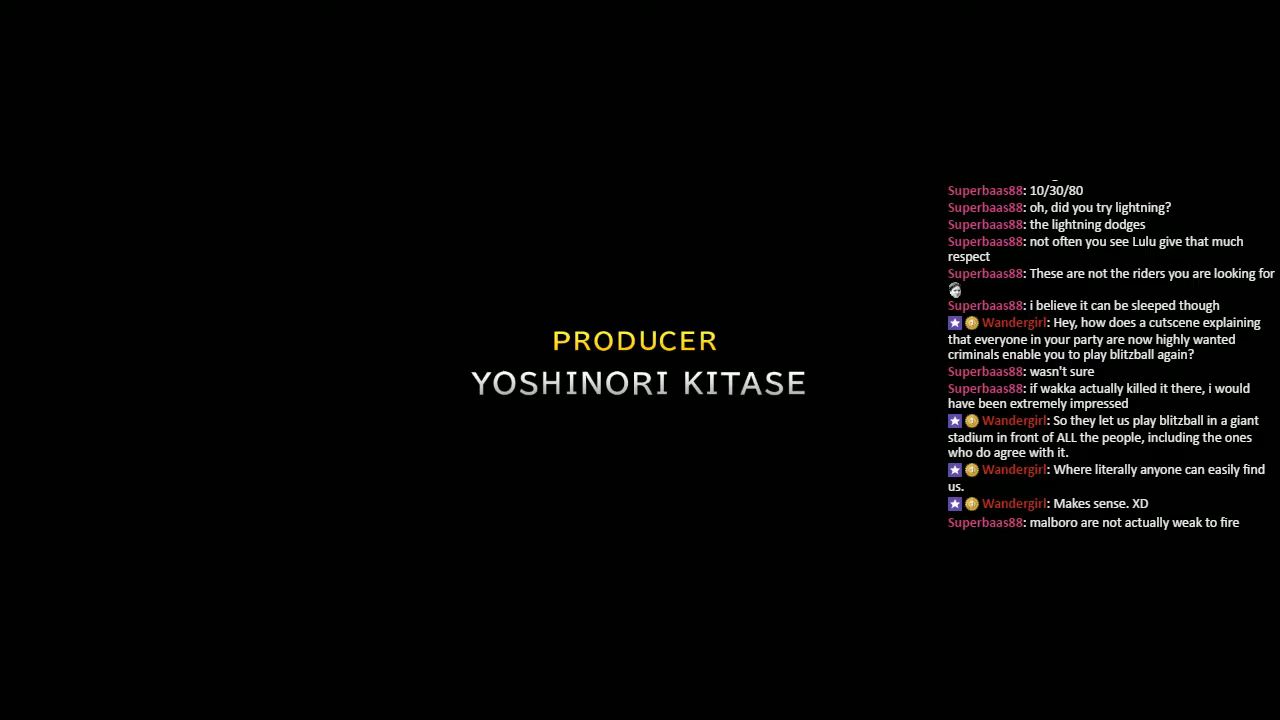 PRODUCER
YOSHINORI KITASE
Superbaas88: 10/30/80
Superbaas88: oh, did you try lightning?
Superbaas88: the lightning dodges
Superbaas88: not often you see Lulu give that much
respect
Superbaas88: These are not the riders you are looking for
Superbaas88: i believe it can be sleeped though
Wandergirl: Hey, how does a cutscene explaining
that everyone in your party are now highly wanted
criminals enable you to play blitzball again?
Superbaas88: wasn't sure
Superbaas88: if wakka actually killed it there, i would
have been extremely impressed
Wandergirl: So they let us play blitzball in a giant
stadium in front of ALL the people, including the ones
who do agree with it.
Wandergirl: Where literally anyone can easily find
us.
Wandergirl: Makes sense. XD
Superbaas88: malboro are not actually weak to fire